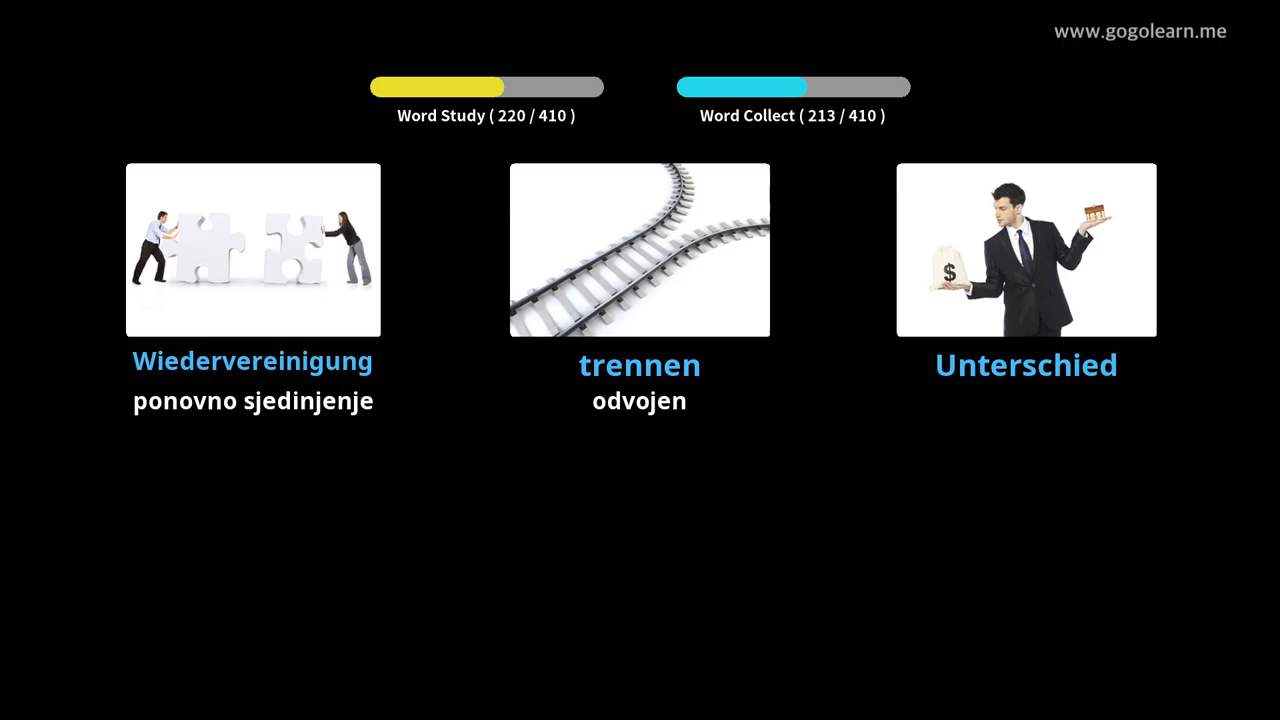 www.gogolearn.me
Word Study ( 220 / 410 )
Word Collect ( 213 / 410 )
$
Wiedervereinigung
trennen
Unterschied
ponovno sjedinjenje
odvojen